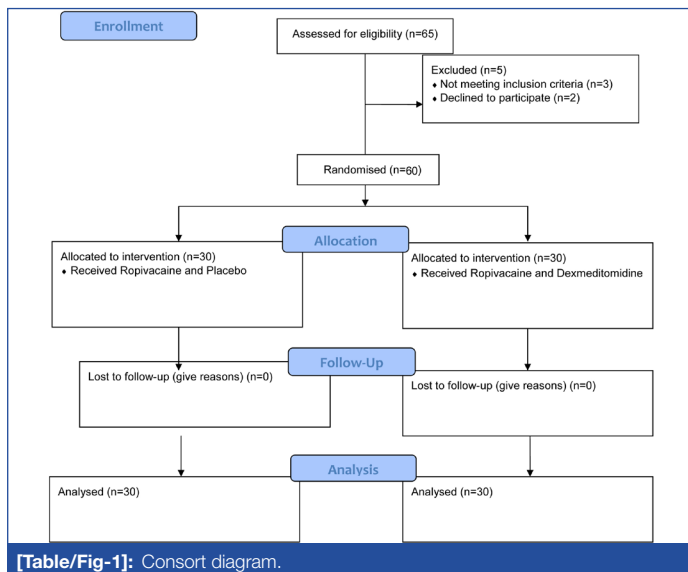 Enrollment
Assessed for eligibility (n=65)
Excluded (n=5)
♦ Not meeting inclusion criteria (n=3)
♦ Declined to participate (n=2)
Randomised (n=60)
Allocation
Allocated to intervention (n=30)
♦ Received Ropivacaine and Placebo
Allocated to intervention (n=30)
♦ Received Ropivacaine and Dexmeditomidine
Follow-Up
Lost to follow-up (give reasons) (n=0)
Lost to follow-up (give reasons) (n=0)
Analysis
Analysed (n=30)
Analysed (n=30)
[Table/Fig-1]: Consort diagram.